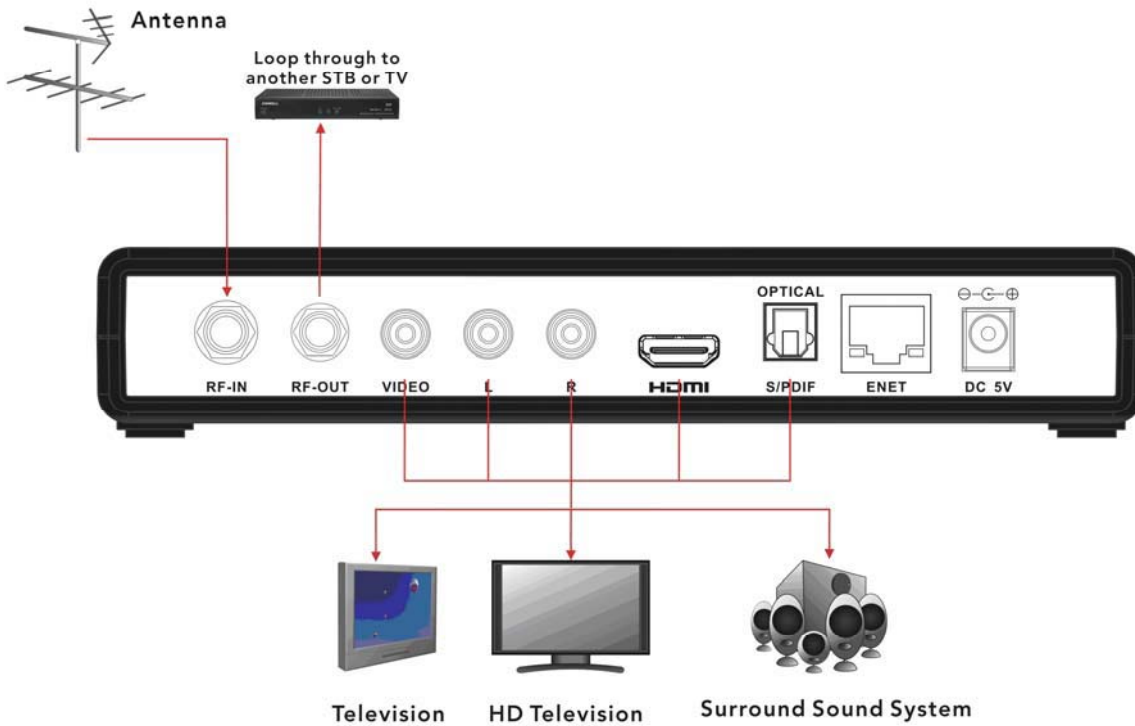 Antenna
Loop through to
another STB or TV
OPTICAL
RF-IN RF-OUT VIDEO L R HDMI S/PDIF ENET DC 5V
Television HD Television Surround Sound System